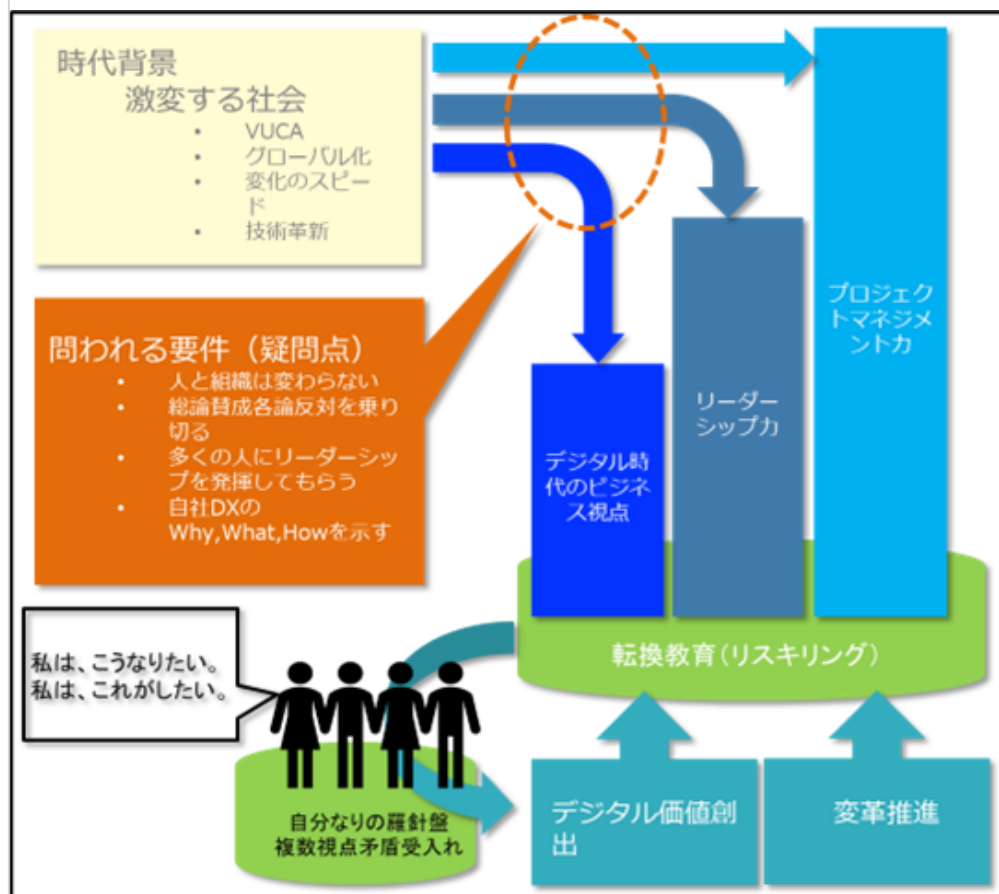 時代背景
激変する社会
• VUCA
• グローバル化
• 変化のスピー
ド
• 技術革新
問われる要件（疑問点）
• 人と組織は変わらない
• 総論賛成各論反対を乗り
切る
• 多くの人にリーダーシッ
プを発揮してもらう
• 自社DXの
Why,What,Howを示す
デジタル時
代のビジネ
ス視点
リーダー
シップ力
プロジェク
トマネジメ
ント力
転換教育(リスキリング)
私は、こうなりたい。
私は、これがしたい。
自分なりの羅針盤
複数視点矛盾受入れ
デジタル価値創
出
変革推進